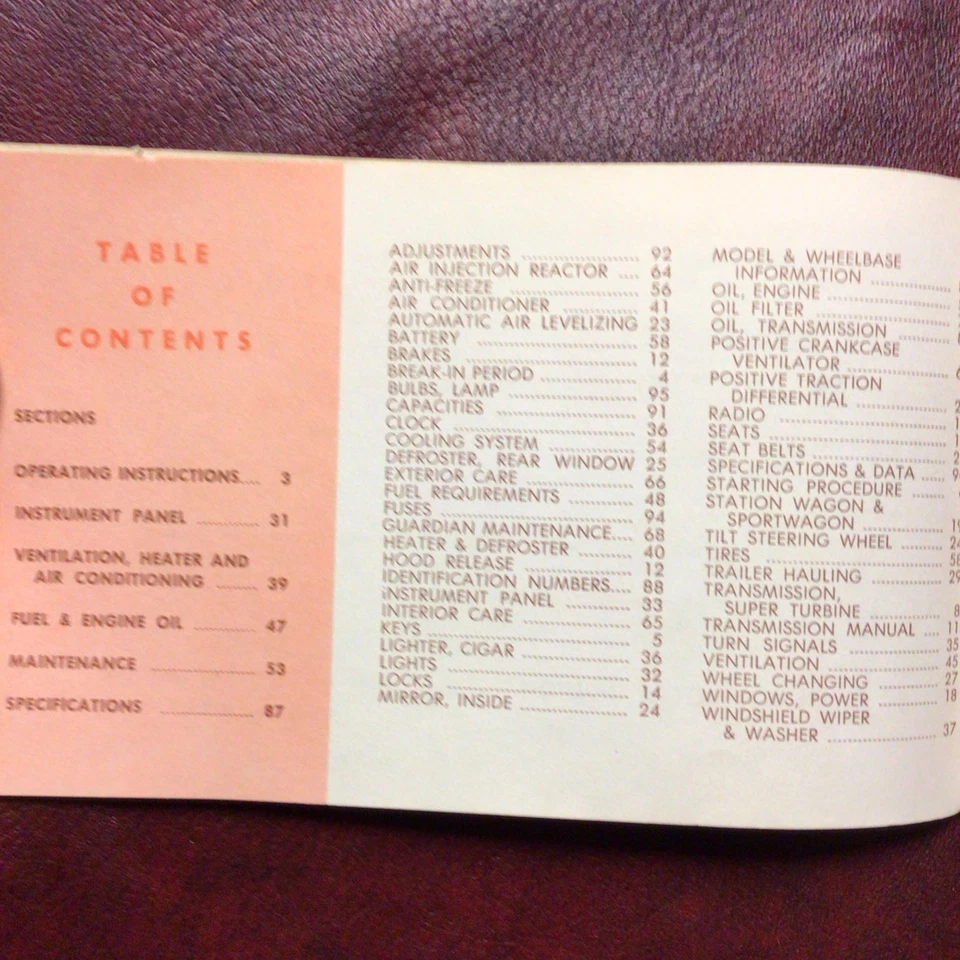 TABLE
OF
CONTENTS
SECTIONS
OPERATING INSTRUCTIONS.... 3
INSTRUMENT PANEL .......... 31
VENTILATION, HEATER AND
AIR CONDITIONING ........ 39
FUEL & ENGINE OIL .......... 47
MAINTENANCE ............... 53
SPECIFICATIONS ............... 87
ADJUSTMENTS .................... 92
AIR INJECTION REACTOR .... 64
ANTI-FREEZE .................... 56
AIR CONDITIONER .............. 41
AUTOMATIC AIR LEVELIZING 23
BATTERY ......................... 58
BRAKES .......................... 12
BREAK-IN PERIOD ............... 4
BULBS, LAMP .................... 95
CAPACITIES ...................... 91
CLOCK ............................ 36
COOLING SYSTEM .............. 54
DEFROSTER, REAR WINDOW 25
EXTERIOR CARE ................ 66
FUEL REQUIREMENTS .......... 48
FUSES ............................ 94
GUARDIAN MAINTENANCE.... 68
HEATER & DEFROSTER ........ 40
HOOD RELEASE ................ 12
IDENTIFICATION NUMBERS.... 88
INSTRUMENT PANEL ........... 33
INTERIOR CARE ................. 65
KEYS .............................. 5
LIGHTER, CIGAR ................. 36
LIGHTS ........................... 32
LOCKS ............................ 14
MIRROR, INSIDE ................. 24
MODEL & WHEELBASE
INFORMATION ..............
OIL, ENGINE ....................
OIL FILTER ......................
OIL, TRANSMISSION ..........
POSITIVE CRANKCASE
VENTILATOR ..................
POSITIVE TRACTION
DIFFERENTIAL .................
RADIO ............................
SEATS ............................
SEAT BELTS ......................
SPECIFICATIONS & DATA .....
STARTING PROCEDURE .......
STATION WAGON &
SPORTWAGON ..............
TILT STEERING WHEEL ........ 24
TIRES ............................. 58
TRAILER HAULING ............. 29
TRANSMISSION,
SUPER TURBINE ..............
TRANSMISSION MANUAL .... 11
TURN SIGNALS ................. 35
VENTILATION ................... 45
WHEEL CHANGING ............ 27
WINDOWS, POWER ............ 18
WINDSHIELD WIPER
& WASHER ................... 37